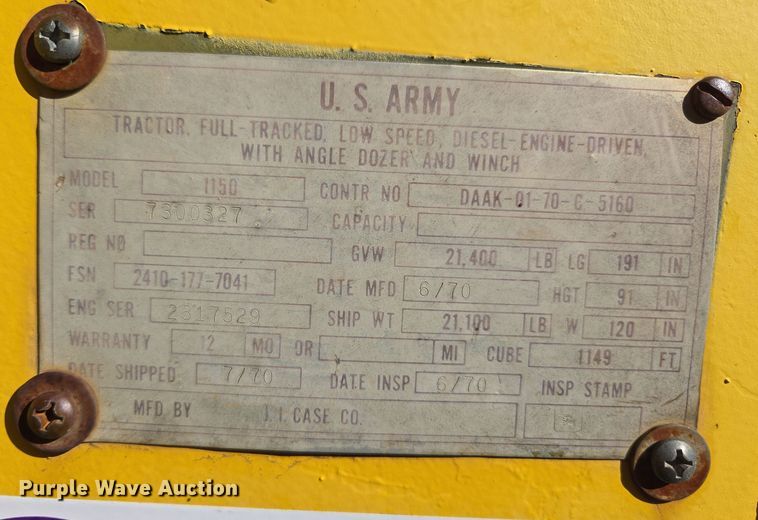 U. S. ARMY
TRACTOR, FULL-TRACKED, LOW SPEED, DIESEL-ENGINE-DRIVEN,
WITH ANGLE DOZER AND WINCH
MODEL 1150 CONTR NO DAAK-01-70-C-5160
SER 7300327 CAPACITY
REG NO GVW 21,400 LB LG 191 IN
FSN 2410-177-7041 DATE MFD 6/70 HGT 91 IN
ENG SER 2317529 SHIP WT 21,100 LB W 120 IN
WARRANTY 12 MO OR MI CUBE 1149 FT
DATE SHIPPED 7/70 DATE INSP 6/70 INSP STAMP
MFD BY J. I. CASE CO.
Purple Wave Auction